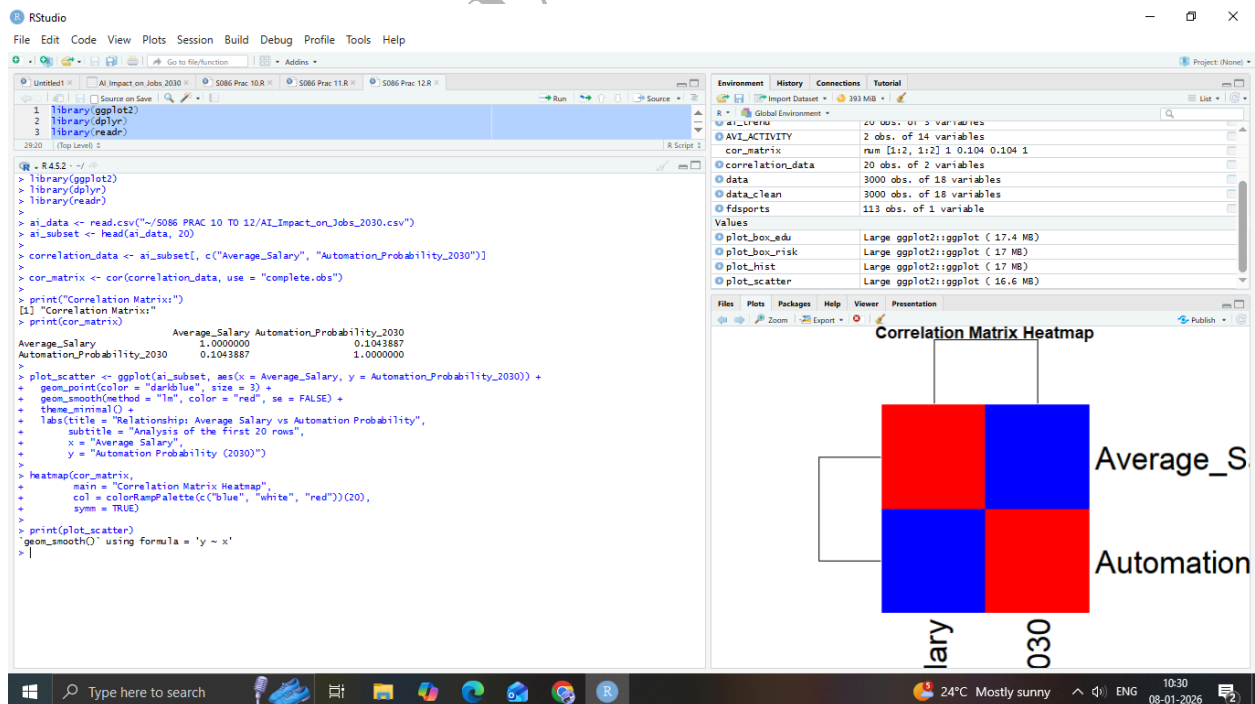 RStudio
File Edit Code View Plots Session Build Debug Profile Tools Help
Go to file/function Addins Project: (None)
Untitled1 AI_Impact_on_Jobs_2030 S086 Prac 10.R S086 Prac 11.R S086 Prac 12.R
Source on Save Run Source
1 library(ggplot2)
2 library(dplyr)
3 library(readr)
29:20 (Top Level) R Script
R 4.5.2 · ~/
> library(ggplot2)
> library(dplyr)
> library(readr)
>
> ai_data <- read.csv("~/S086 PRAC 10 TO 12/AI_Impact_on_Jobs_2030.csv")
> ai_subset <- head(ai_data, 20)
>
> correlation_data <- ai_subset[, c("Average_Salary", "Automation_Probability_2030")]
>
> cor_matrix <- cor(correlation_data, use = "complete.obs")
>
> print("Correlation Matrix:")
[1] "Correlation Matrix:"
> print(cor_matrix)
Average_Salary Automation_Probability_2030
Average_Salary 1.0000000 0.1043887
Automation_Probability_2030 0.1043887 1.0000000
>
> plot_scatter <- ggplot(ai_subset, aes(x = Average_Salary, y = Automation_Probability_2030)) +
+ geom_point(color = "darkblue", size = 3) +
+ geom_smooth(method = "lm", color = "red", se = FALSE) +
+ theme_minimal() +
+ labs(title = "Relationship: Average Salary vs Automation Probability",
+ subtitle = "Analysis of the first 20 rows",
+ x = "Average Salary",
+ y = "Automation Probability (2030)")
>
> heatmap(cor_matrix,
+ main = "Correlation Matrix Heatmap",
+ col = colorRampPalette(c("blue", "white", "red"))(20),
+ symm = TRUE)
>
> print(plot_scatter)
`geom_smooth()` using formula = 'y ~ x'
>
Environment History Connections Tutorial
Import Dataset 393 MiB List
R Global Environment
ai_trend 20 obs. of 3 variables
AVI_ACTIVITY 2 obs. of 14 variables
cor_matrix num [1:2, 1:2] 1 0.104 0.104 1
correlation_data 20 obs. of 2 variables
data 3000 obs. of 18 variables
data_clean 3000 obs. of 18 variables
fdsports 113 obs. of 1 variable
Values
plot_box_edu Large ggplot2::ggplot ( 17.4 MB)
plot_box_risk Large ggplot2::ggplot ( 17 MB)
plot_hist Large ggplot2::ggplot ( 17 MB)
plot_scatter Large ggplot2::ggplot ( 16.6 MB)
Files Plots Packages Help Viewer Presentation
Zoom Export Publish
Correlation Matrix Heatmap
Average_S
Automation
lary
030
Type here to search
24°C Mostly sunny ENG 10:30
08-01-2026